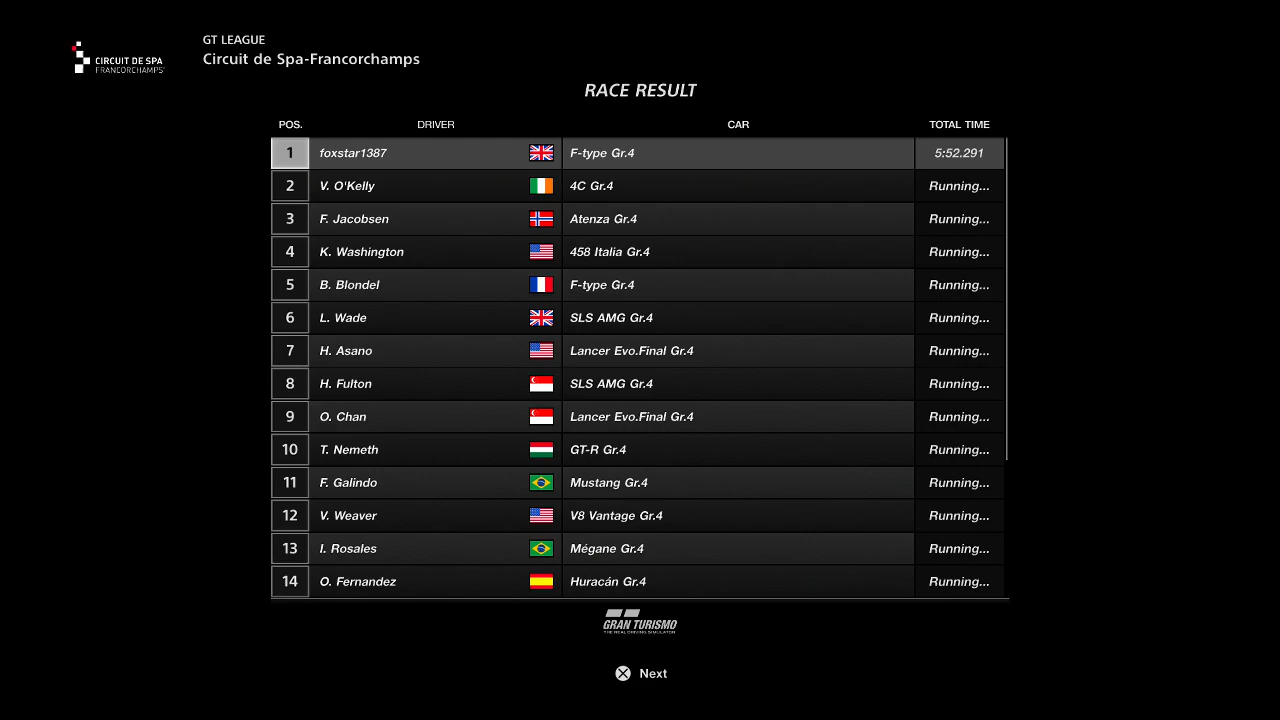 GT LEAGUE
Circuit de Spa-Francorchamps
CIRCUIT DE SPA
FRANCORCHAMPS
RACE RESULT
POS. DRIVER CAR TOTAL TIME
1 foxstar1387 F-type Gr.4 5:52.291
2 V. O'Kelly 4C Gr.4 Running...
3 F. Jacobsen Atenza Gr.4 Running...
4 K. Washington 458 Italia Gr.4 Running...
5 B. Blondel F-type Gr.4 Running...
6 L. Wade SLS AMG Gr.4 Running...
7 H. Asano Lancer Evo.Final Gr.4 Running...
8 H. Fulton SLS AMG Gr.4 Running...
9 O. Chan Lancer Evo.Final Gr.4 Running...
10 T. Nemeth GT-R Gr.4 Running...
11 F. Galindo Mustang Gr.4 Running...
12 V. Weaver V8 Vantage Gr.4 Running...
13 I. Rosales Mégane Gr.4 Running...
14 O. Fernandez Huracán Gr.4 Running...
GRAN TURISMO
THE REAL DRIVING SIMULATOR
Next